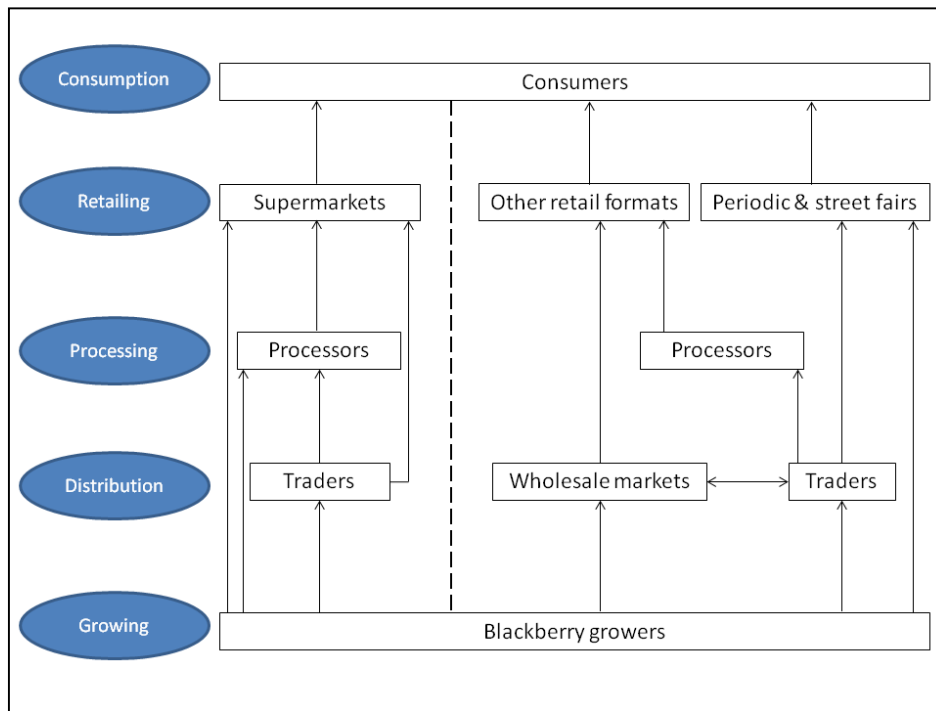 Consumption
Consumers
Retailing
Supermarkets
Other retail formats
Periodic & street fairs
Processing
Processors
Processors
Distribution
Traders
Wholesale markets
Traders
Growing
Blackberry growers